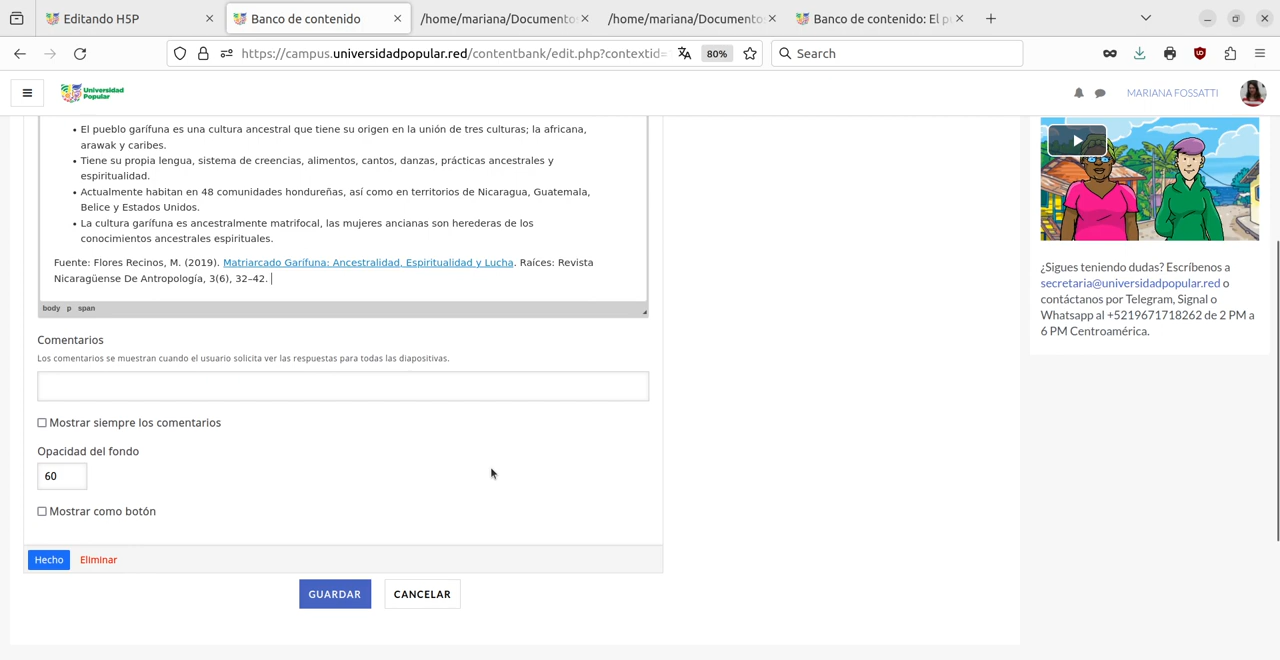 Editando H5P
Banco de contenido
/home/mariana/Documento
/home/mariana/Documento
Banco de contenido: El p
https://campus.universidadpopular.red/contentbank/edit.php?contextid=
80%
Search
Universidad
Popular
MARIANA FOSSATTI
• El pueblo garífuna es una cultura ancestral que tiene su origen en la unión de tres culturas; la africana,
arawak y caribes.
• Tiene su propia lengua, sistema de creencias, alimentos, cantos, danzas, prácticas ancestrales y
espiritualidad.
• Actualmente habitan en 48 comunidades hondureñas, así como en territorios de Nicaragua, Guatemala,
Belice y Estados Unidos.
• La cultura garífuna es ancestralmente matrifocal, las mujeres ancianas son herederas de los
conocimientos ancestrales espirituales.
Fuente: Flores Recinos, M. (2019). Matriarcado Garífuna: Ancestralidad, Espiritualidad y Lucha. Raíces: Revista
Nicaragüense De Antropología, 3(6), 32–42.
body p span
Comentarios
Los comentarios se muestran cuando el usuario solicita ver las respuestas para todas las diapositivas.
Mostrar siempre los comentarios
Opacidad del fondo
60
Mostrar como botón
Hecho Eliminar
GUARDAR CANCELAR
¿Sigues teniendo dudas? Escríbenos a
secretaria@universidadpopular.red o
contáctanos por Telegram, Signal o
Whatsapp al +5219671718262 de 2 PM a
6 PM Centroamérica.